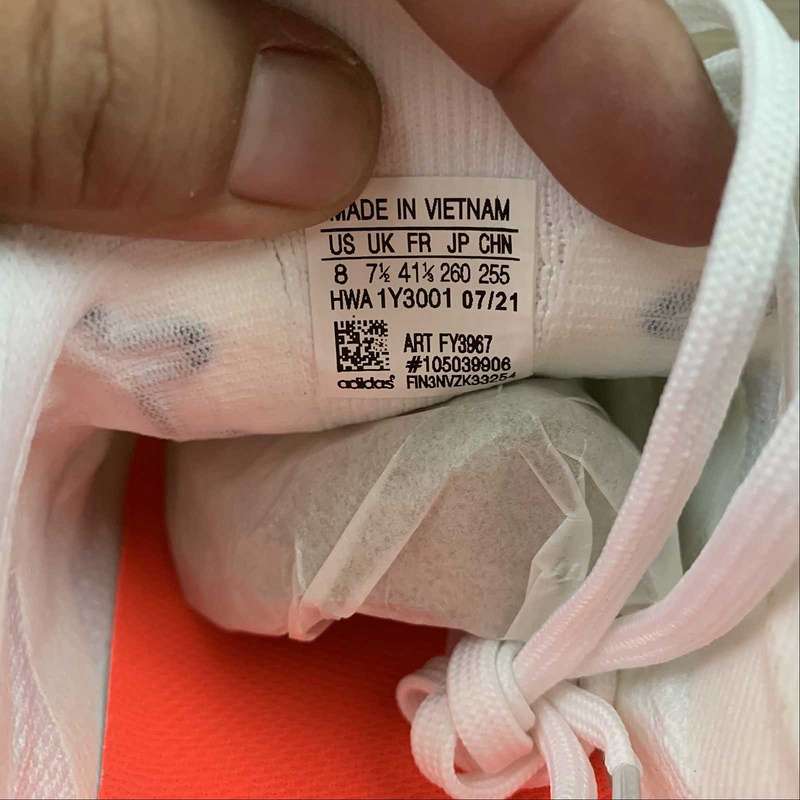 MADE IN VIETNAM
US UK FR JP CHN
8 7½ 41⅓ 260 255
HWA 1Y3001 07/21
ART FY3967
#105039906
adidas FIN3NVZK33254